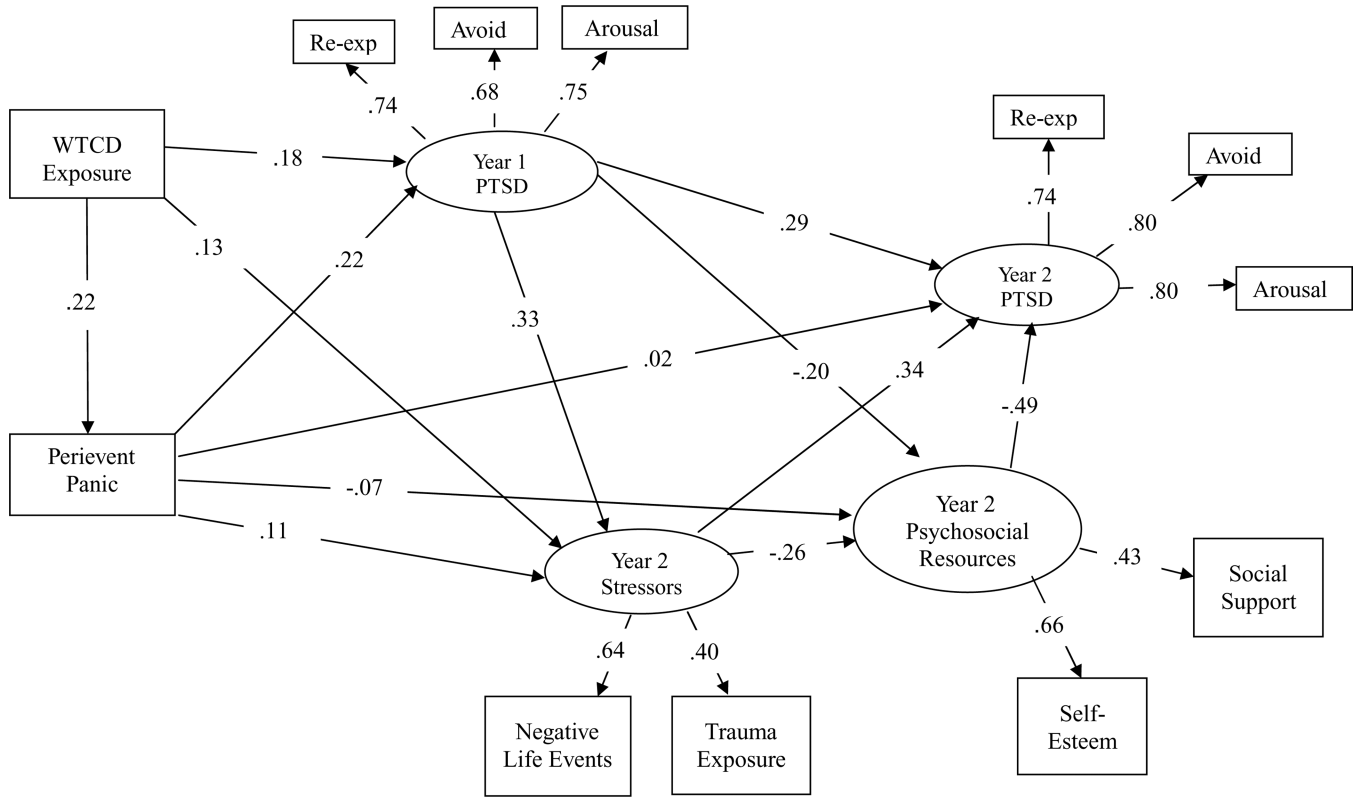 Re-exp
Avoid
Arousal
.74
.68
.75
WTCD
Exposure
.18
Year 1
PTSD
Re-exp
Avoid
.74
.80
.13
.22
.29
.22
Year 2
PTSD
.80
Arousal
.33
.02
-.20
.34
-.49
Perievent
Panic
-.07
.11
Year 2
Psychosocial
Resources
Year 2
Stressors
-.26
.43
Social
Support
.64
.40
.66
Negative
Life Events
Trauma
Exposure
Self-
Esteem